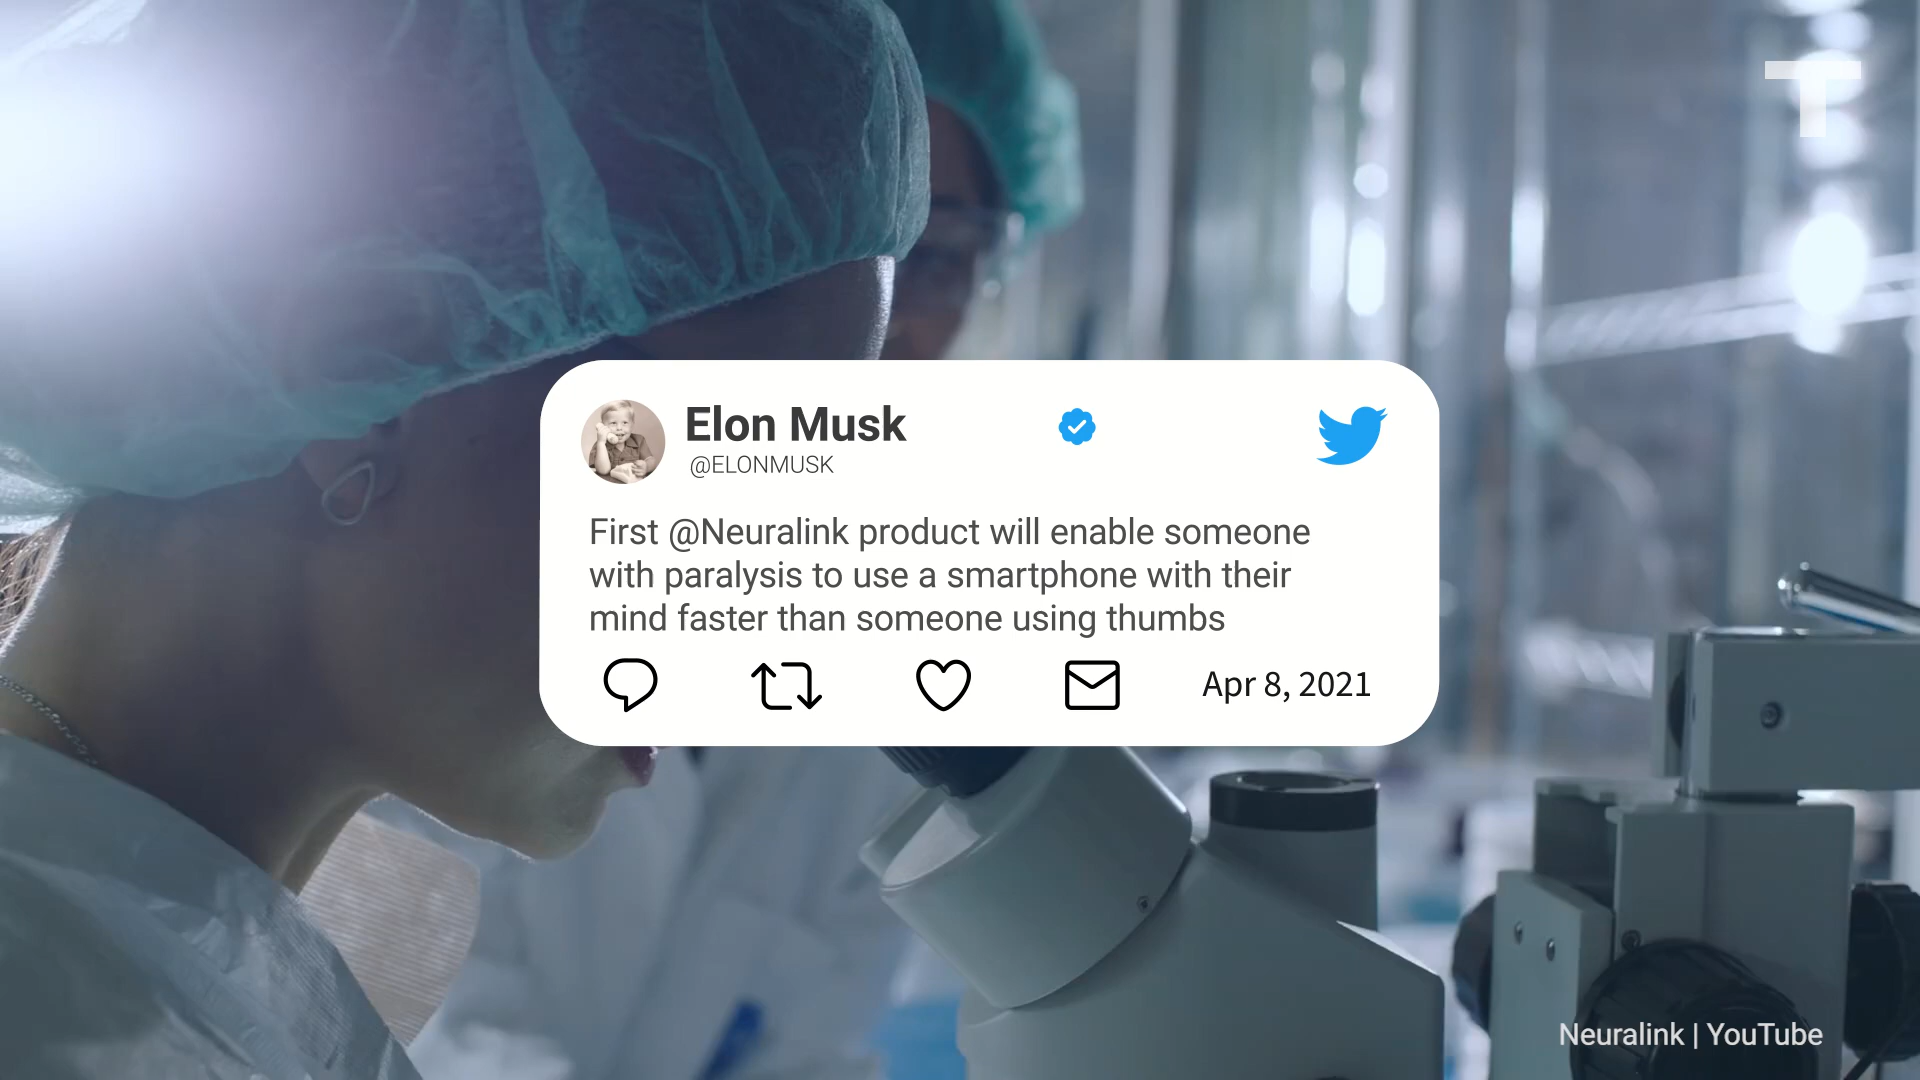 T
Elon Musk
@ELONMUSK
First @Neuralink product will enable someone
with paralysis to use a smartphone with their
mind faster than someone using thumbs
Apr 8, 2021
Neuralink | YouTube